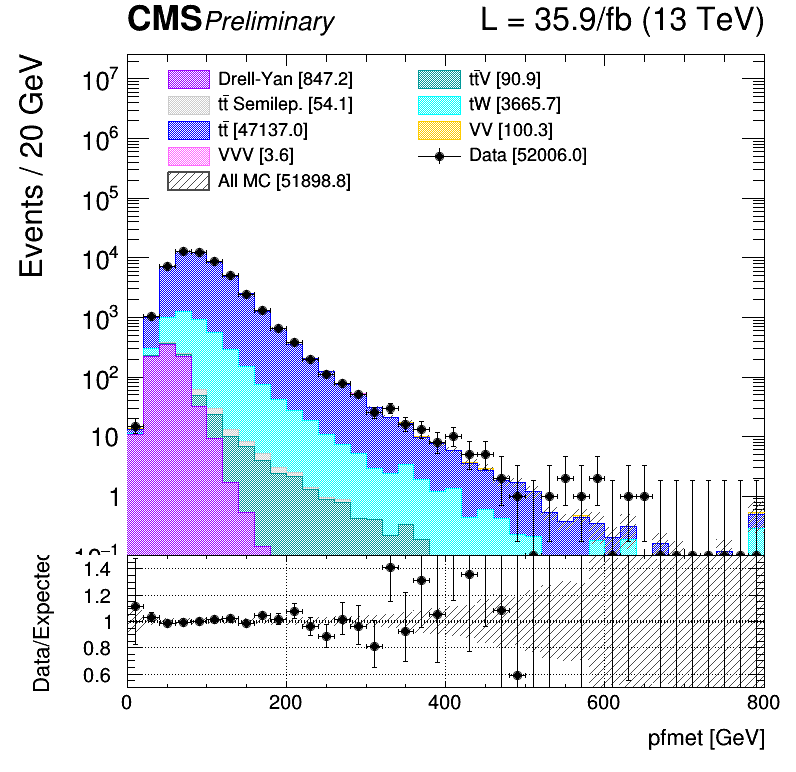 CMS Preliminary L = 35.9/fb (13 TeV)
Events / 20 GeV
10⁷
10⁶
10⁵
10⁴
10³
10²
10
1
10⁻¹
Drell-Yan [847.2]
tt̄ Semilep. [54.1]
tt̄ [47137.0]
VVV [3.6]
All MC [51898.8]
tt̄V [90.9]
tW [3665.7]
VV [100.3]
Data [52006.0]
Data/Expected
1.4
1.2
1
0.8
0.6
0 200 400 600 800
pfmet [GeV]